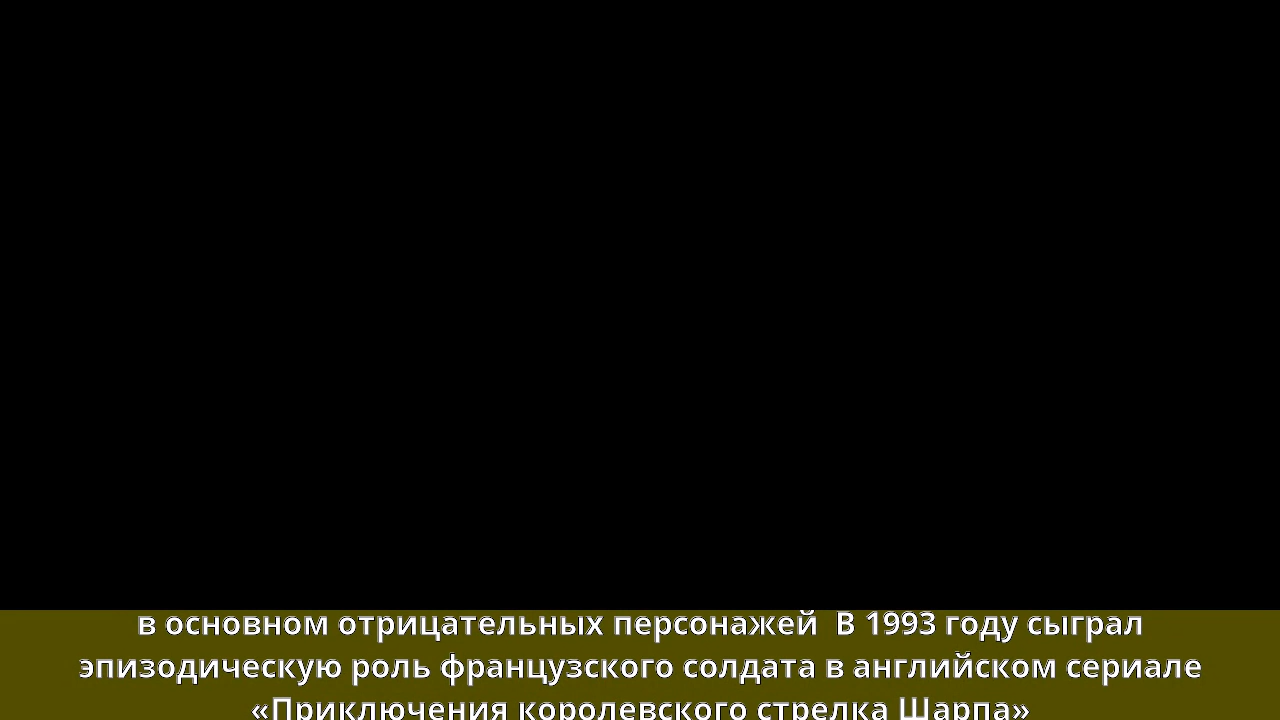 в основном отрицательных персонажей В 1993 году сыграл
эпизодическую роль французского солдата в английском сериале
«Приключения королевского стрелка Шарпа»